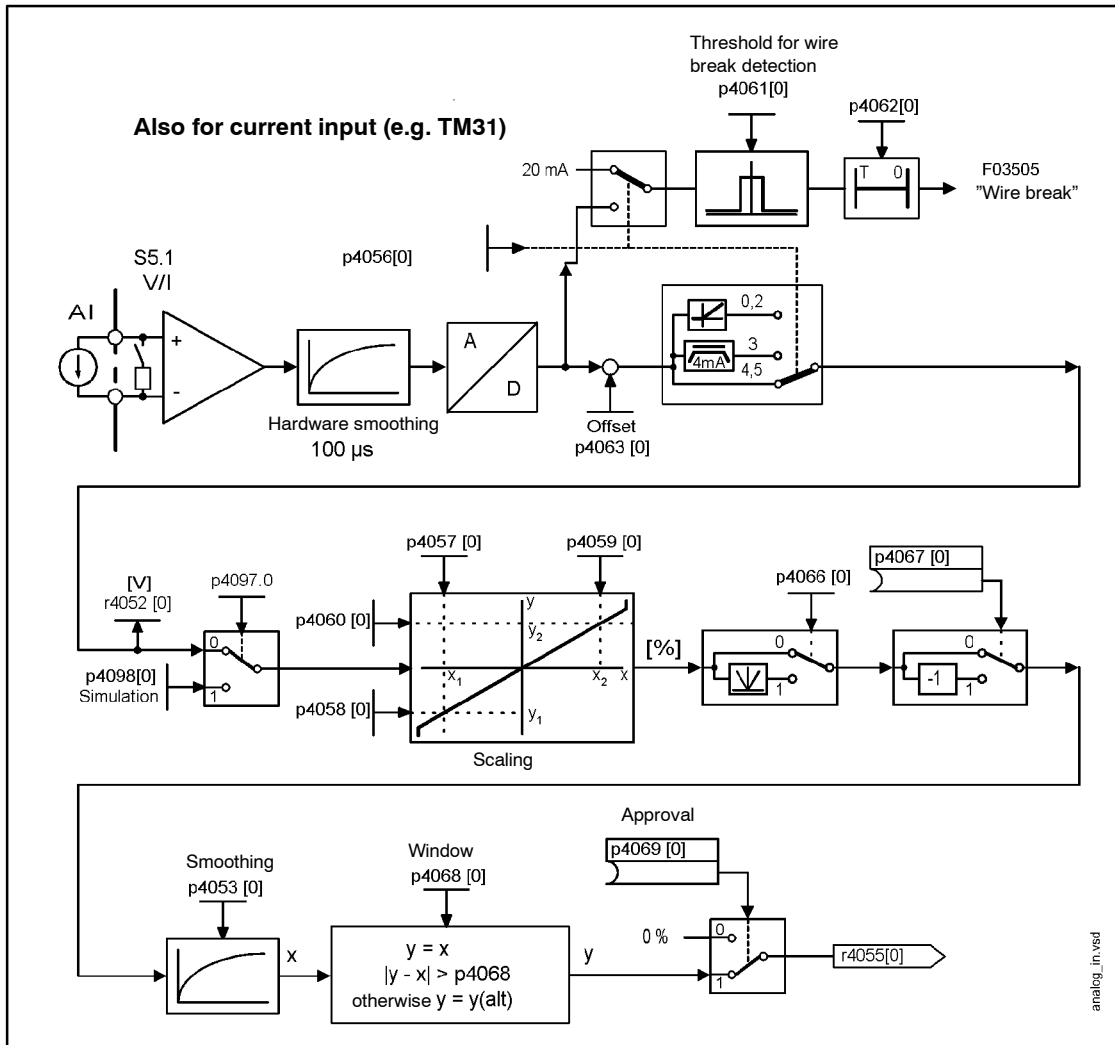 Threshold for wire
break detection
p4061[0]
p4062[0]
Also for current input (e.g. TM31)
20 mA
T 0
F03505
"Wire break"
p4056[0]
S5.1
V/I
AI
+
-
A
D
0,2
3
4mA
4,5
Hardware smoothing
100 µs
Offset
p4063 [0]
p4057 [0]
p4059 [0]
p4067 [0]
[V]
r4052 [0]
p4097.0
p4066 [0]
p4060 [0]
y
y2
[%]
0
0
0
x1
x2
x
p4098[0]
Simulation
1
1
-1
1
p4058 [0]
y1
Scaling
Approval
Smoothing
p4053 [0]
Window
p4068 [0]
p4069 [0]
0 %
0
x
y = x
|y - x| > p4068
otherwise y = y(alt)
y
1
r4055[0]
analog_in.vsd